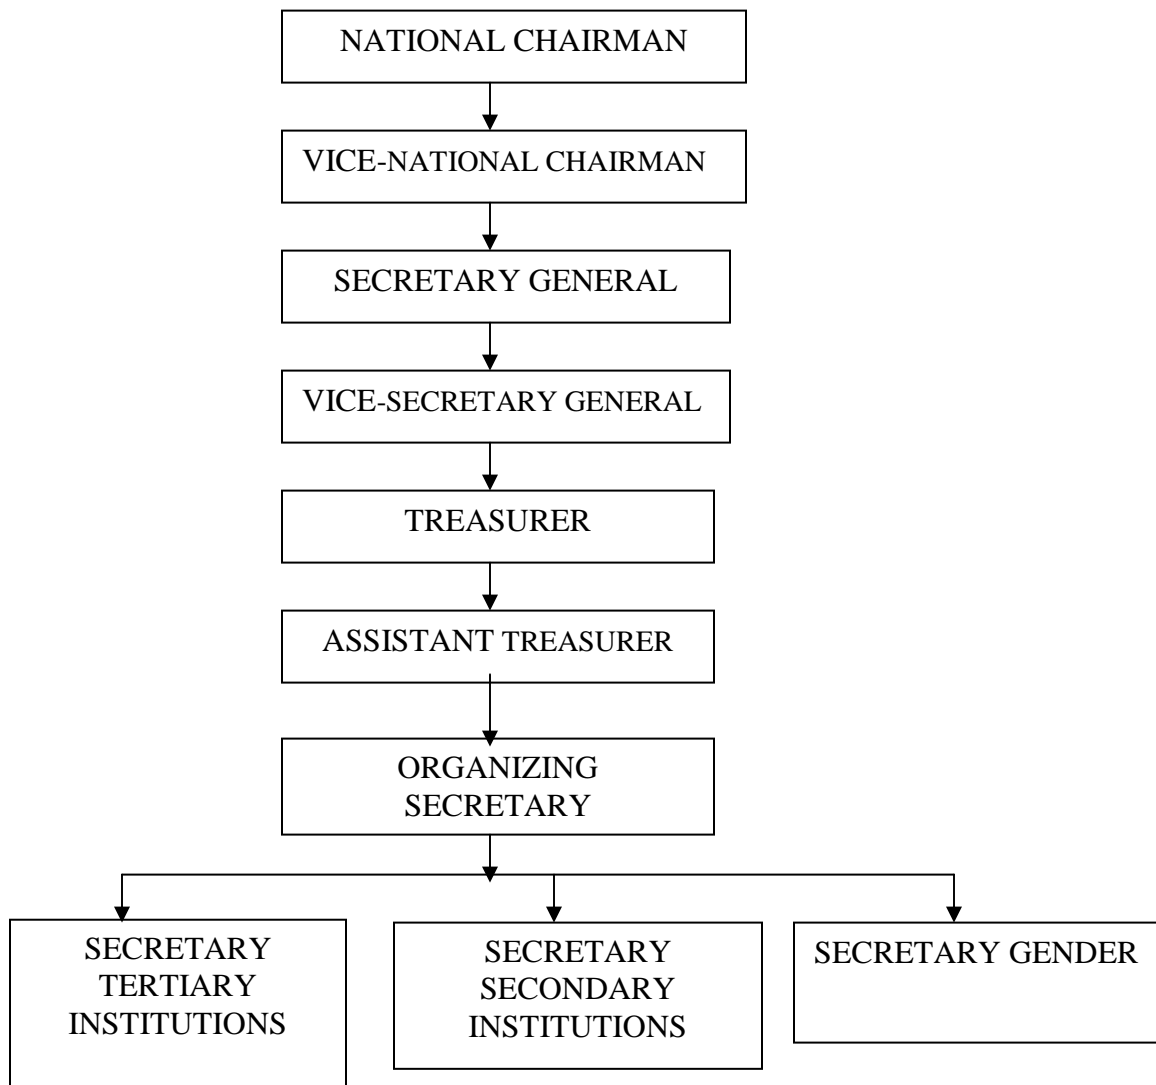 NATIONAL CHAIRMAN
VICE-NATIONAL CHAIRMAN
SECRETARY GENERAL
VICE-SECRETARY GENERAL
TREASURER
ASSISTANT TREASURER
ORGANIZING
SECRETARY
SECRETARY
TERTIARY
INSTITUTIONS
SECRETARY
SECONDARY
INSTITUTIONS
SECRETARY GENDER